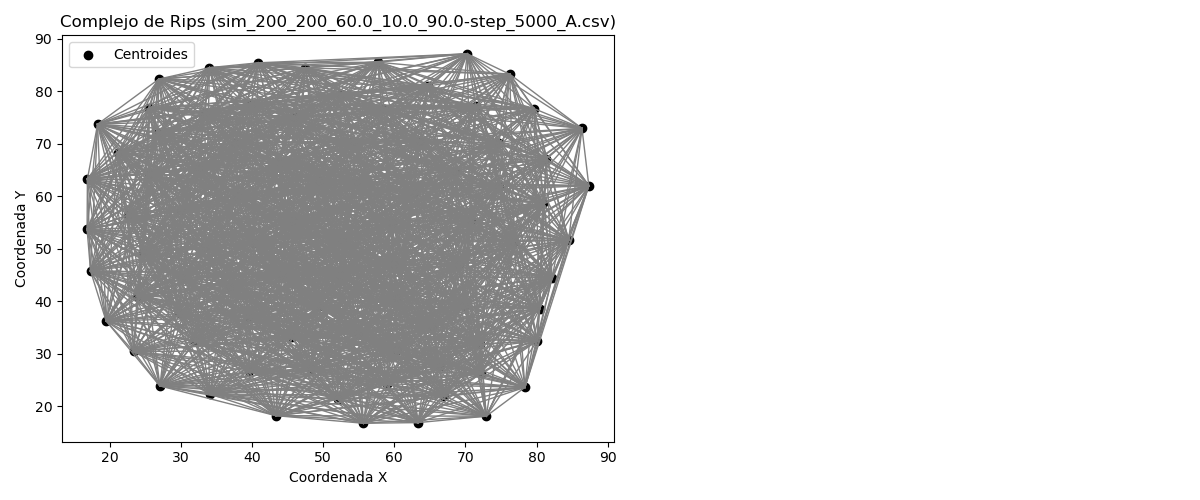 Complejo de Rips (sim_200_200_60.0_10.0_90.0-step_5000_A.csv)
Centroides
90
80
70
60
50
40
30
20
Coordenada Y
20 30 40 50 60 70 80 90
Coordenada X